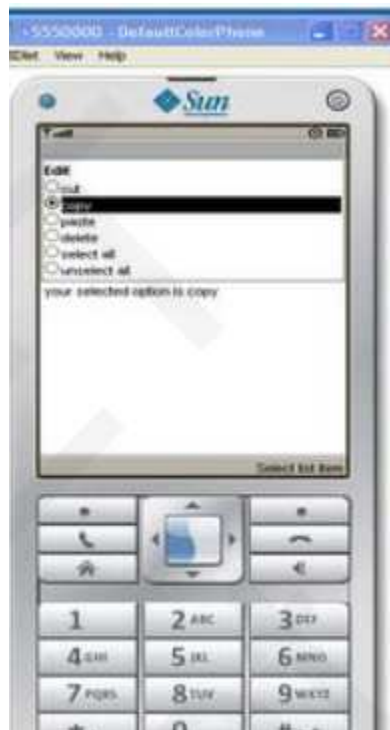 +5550000 - DefaultColorPhone
MIDlet View Help
Sun
Edit
cut
copy
paste
delete
select all
unselect all
your selected option is copy
Select list item
1
2 ABC
3 DEF
4 GHI
5 JKL
6 MNO
7 PQRS
8 TUV
9 WXYZ